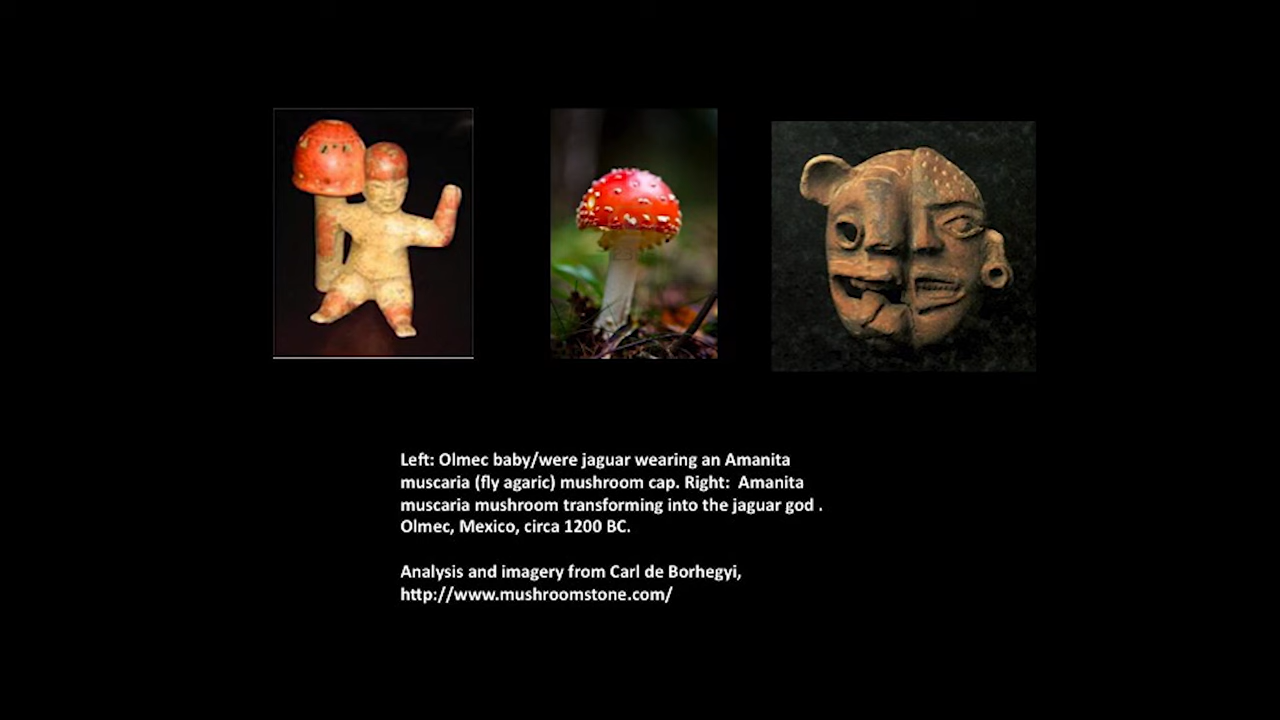 Left: Olmec baby/were jaguar wearing an Amanita
muscaria (fly agaric) mushroom cap. Right:  Amanita
muscaria mushroom transforming into the jaguar god .
Olmec, Mexico, circa 1200 BC.
Analysis and imagery from Carl de Borhegyi,
http://www.mushroomstone.com/